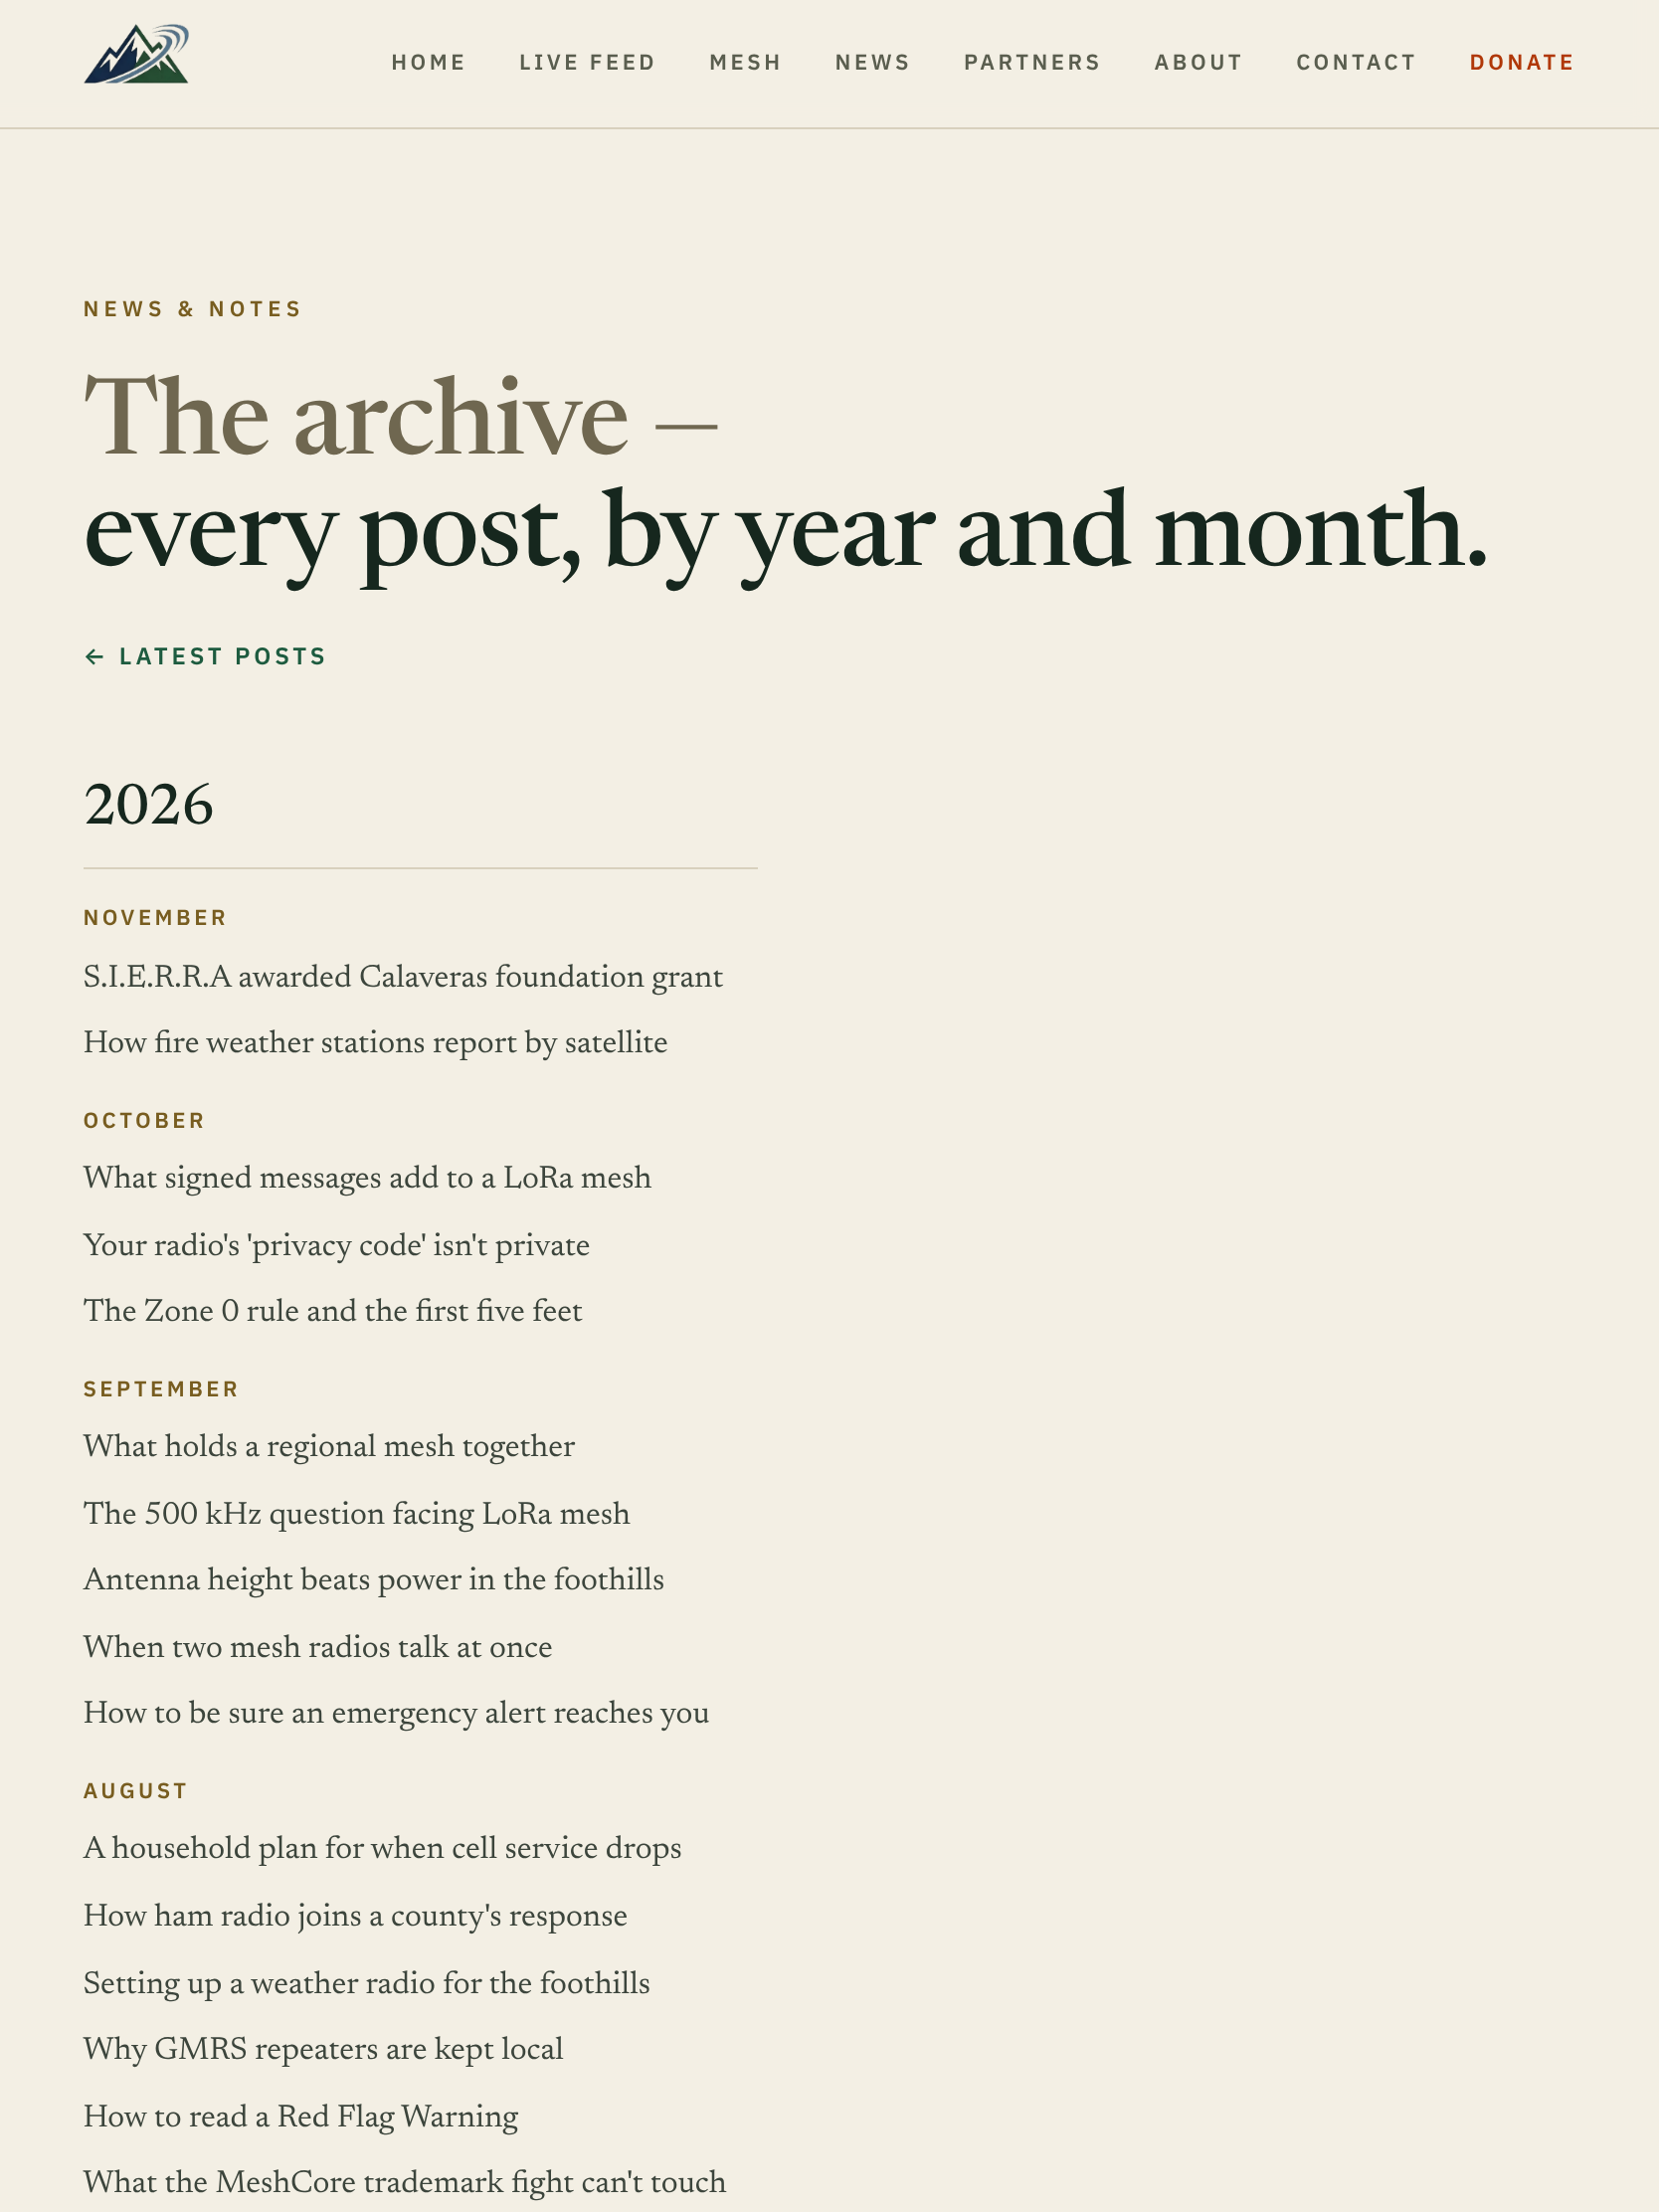 HOME LIVE FEED MESH NEWS PARTNERS ABOUT CONTACT DONATE
NEWS & NOTES
The archive —
every post, by year and month.
← LATEST POSTS
2026
NOVEMBER
S.I.E.R.R.A awarded Calaveras foundation grant
How fire weather stations report by satellite
OCTOBER
What signed messages add to a LoRa mesh
Your radio's 'privacy code' isn't private
The Zone 0 rule and the first five feet
SEPTEMBER
What holds a regional mesh together
The 500 kHz question facing LoRa mesh
Antenna height beats power in the foothills
When two mesh radios talk at once
How to be sure an emergency alert reaches you
AUGUST
A household plan for when cell service drops
How ham radio joins a county's response
Setting up a weather radio for the foothills
Why GMRS repeaters are kept local
How to read a Red Flag Warning
What the MeshCore trademark fight can't touch